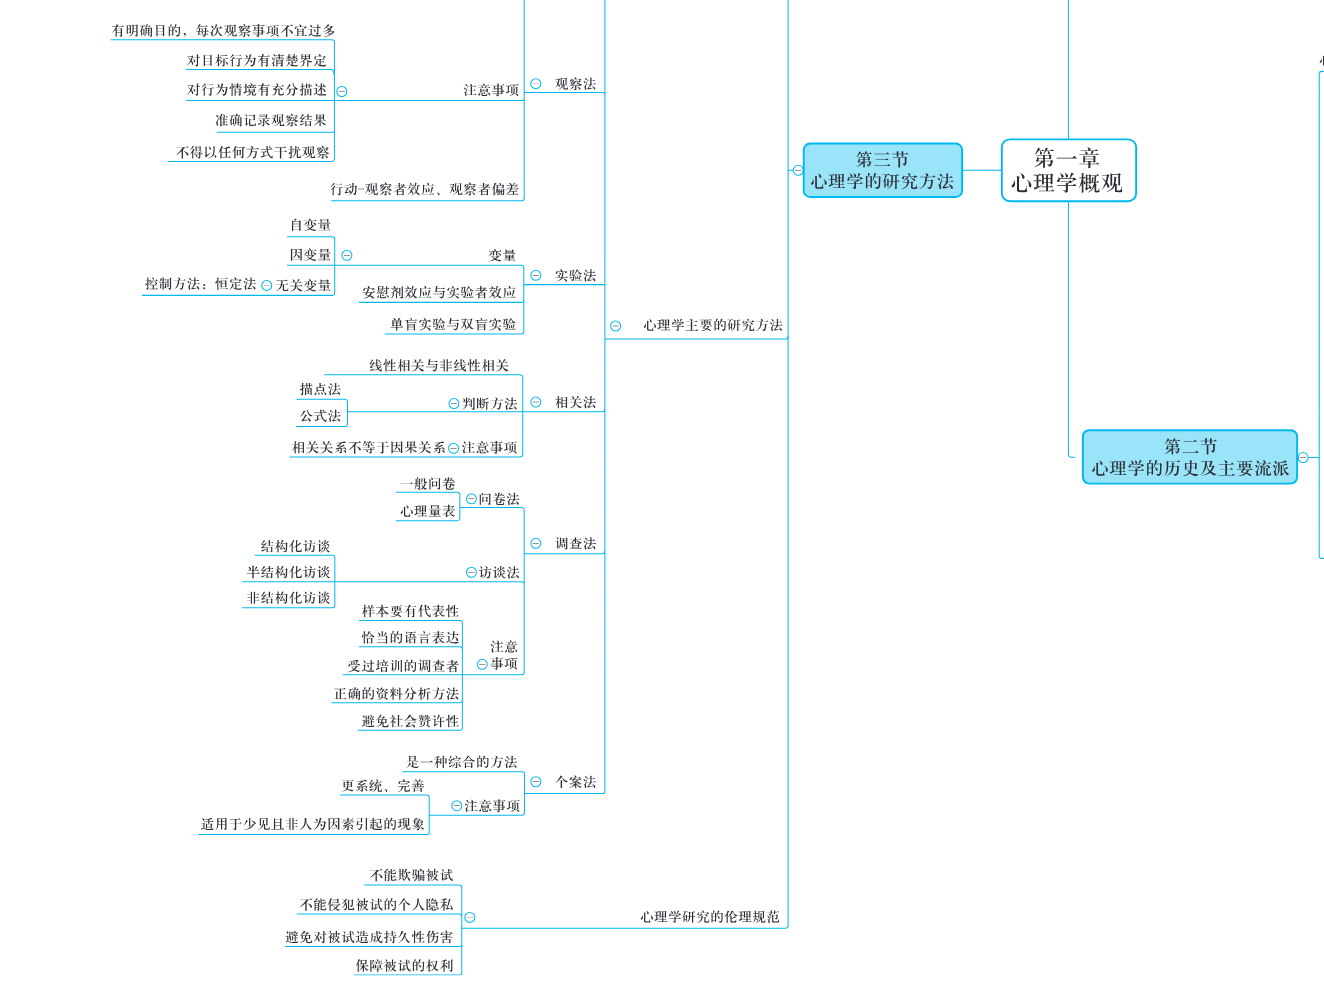 第一章
心理学概观
第三节
心理学的研究方法
第二节
心理学的历史及主要流派
有明确目的，每次观察事项不宜过多
对目标行为有清楚界定
对行为情境有充分描述
准确记录观察结果
不得以任何方式干扰观察
注意事项
观察法
行动-观察者效应、观察者偏差
自变量
因变量
控制方法：恒定法
无关变量
变量
安慰剂效应与实验者效应
单盲实验与双盲实验
实验法
心理学主要的研究方法
线性相关与非线性相关
描点法
公式法
判断方法
相关法
相关关系不等于因果关系
注意事项
一般问卷
心理量表
问卷法
调查法
结构化访谈
半结构化访谈
非结构化访谈
访谈法
样本要有代表性
恰当的语言表达
受过培训的调查者
正确的资料分析方法
避免社会赞许性
注意
事项
是一种综合的方法
更系统、完善
适用于少见且非人为因素引起的现象
注意事项
个案法
不能欺骗被试
不能侵犯被试的个人隐私
避免对被试造成持久性伤害
保障被试的权利
心理学研究的伦理规范